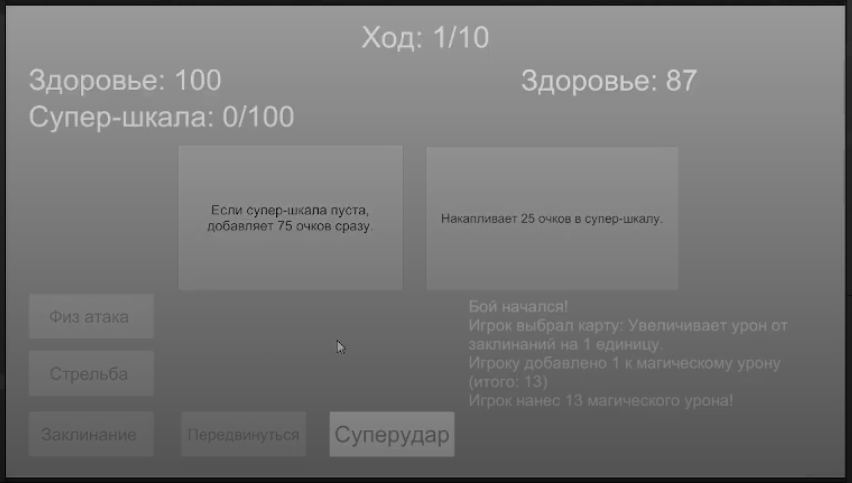 Ход: 1/10
Здоровье: 100
Здоровье: 87
Супер-шкала: 0/100
Если супер-шкала пуста,
добавляет 75 очков сразу.
Накапливает 25 очков в супер-шкалу.
Физ атака
Стрельба
Заклинание
Передвинуться
Суперудар
Бой начался!
Игрок выбрал карту: Увеличивает урон от
заклинаний на 1 единицу.
Игроку добавлено 1 к магическому урону
(итого: 13)
Игрок нанес 13 магического урона!